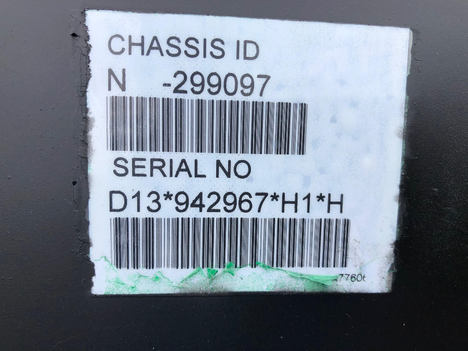 CHASSIS ID
N -299097
SERIAL NO
D13*942967*H1*H